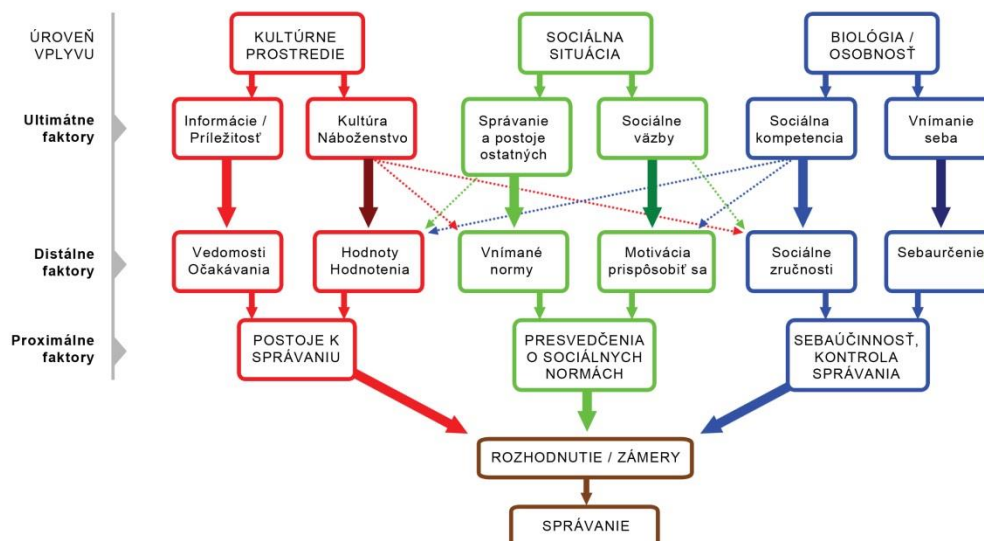 ÚROVEŇ
VPLYVU
KULTÚRNE
PROSTREDIE
SOCIÁLNA
SITUÁCIA
BIOLÓGIA /
OSOBNOSŤ
Ultimátne
faktory
Informácie /
Príležitosť
Kultúra
Náboženstvo
Správanie
a postoje
ostatných
Sociálne
väzby
Sociálna
kompetencia
Vnímanie
seba
Distálne
faktory
Vedomosti
Očakávania
Hodnoty
Hodnotenia
Vnímané
normy
Motivácia
prispôsobiť sa
Sociálne
zručnosti
Sebaurčenie
Proximálne
faktory
POSTOJE K
SPRÁVANIU
PRESVEDČENIA
O SOCIÁLNYCH
NORMÁCH
SEBAÚČINNOSŤ,
KONTROLA
SPRÁVANIA
ROZHODNUTIE / ZÁMERY
SPRÁVANIE